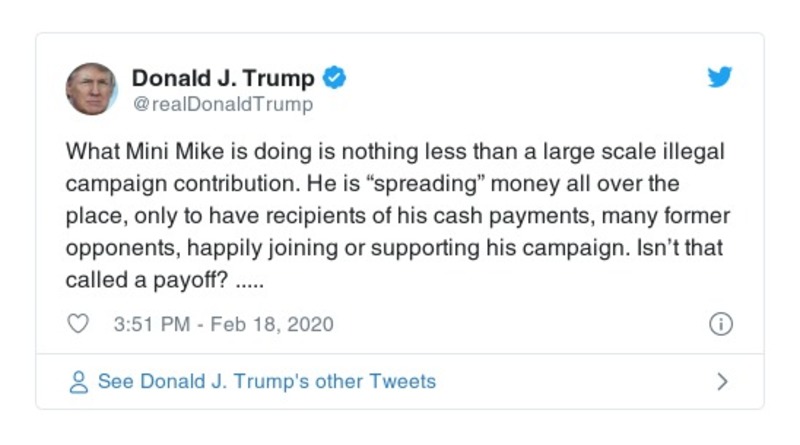 Donald J. Trump
@realDonaldTrump
What Mini Mike is doing is nothing less than a large scale illegal
campaign contribution. He is “spreading” money all over the
place, only to have recipients of his cash payments, many former
opponents, happily joining or supporting his campaign. Isn’t that
called a payoff? .....
3:51 PM - Feb 18, 2020
See Donald J. Trump's other Tweets